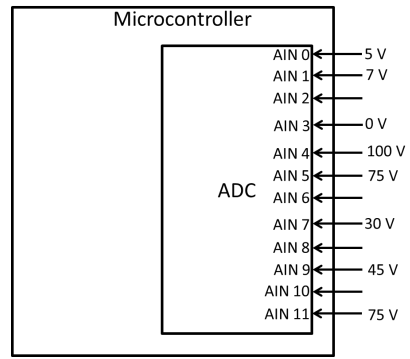 Microcontroller
AIN 0 5 V
AIN 1 7 V
AIN 2
AIN 3 0 V
AIN 4 100 V
AIN 5 75 V
ADC
AIN 6
AIN 7 30 V
AIN 8
AIN 9 45 V
AIN 10
AIN 11 75 V